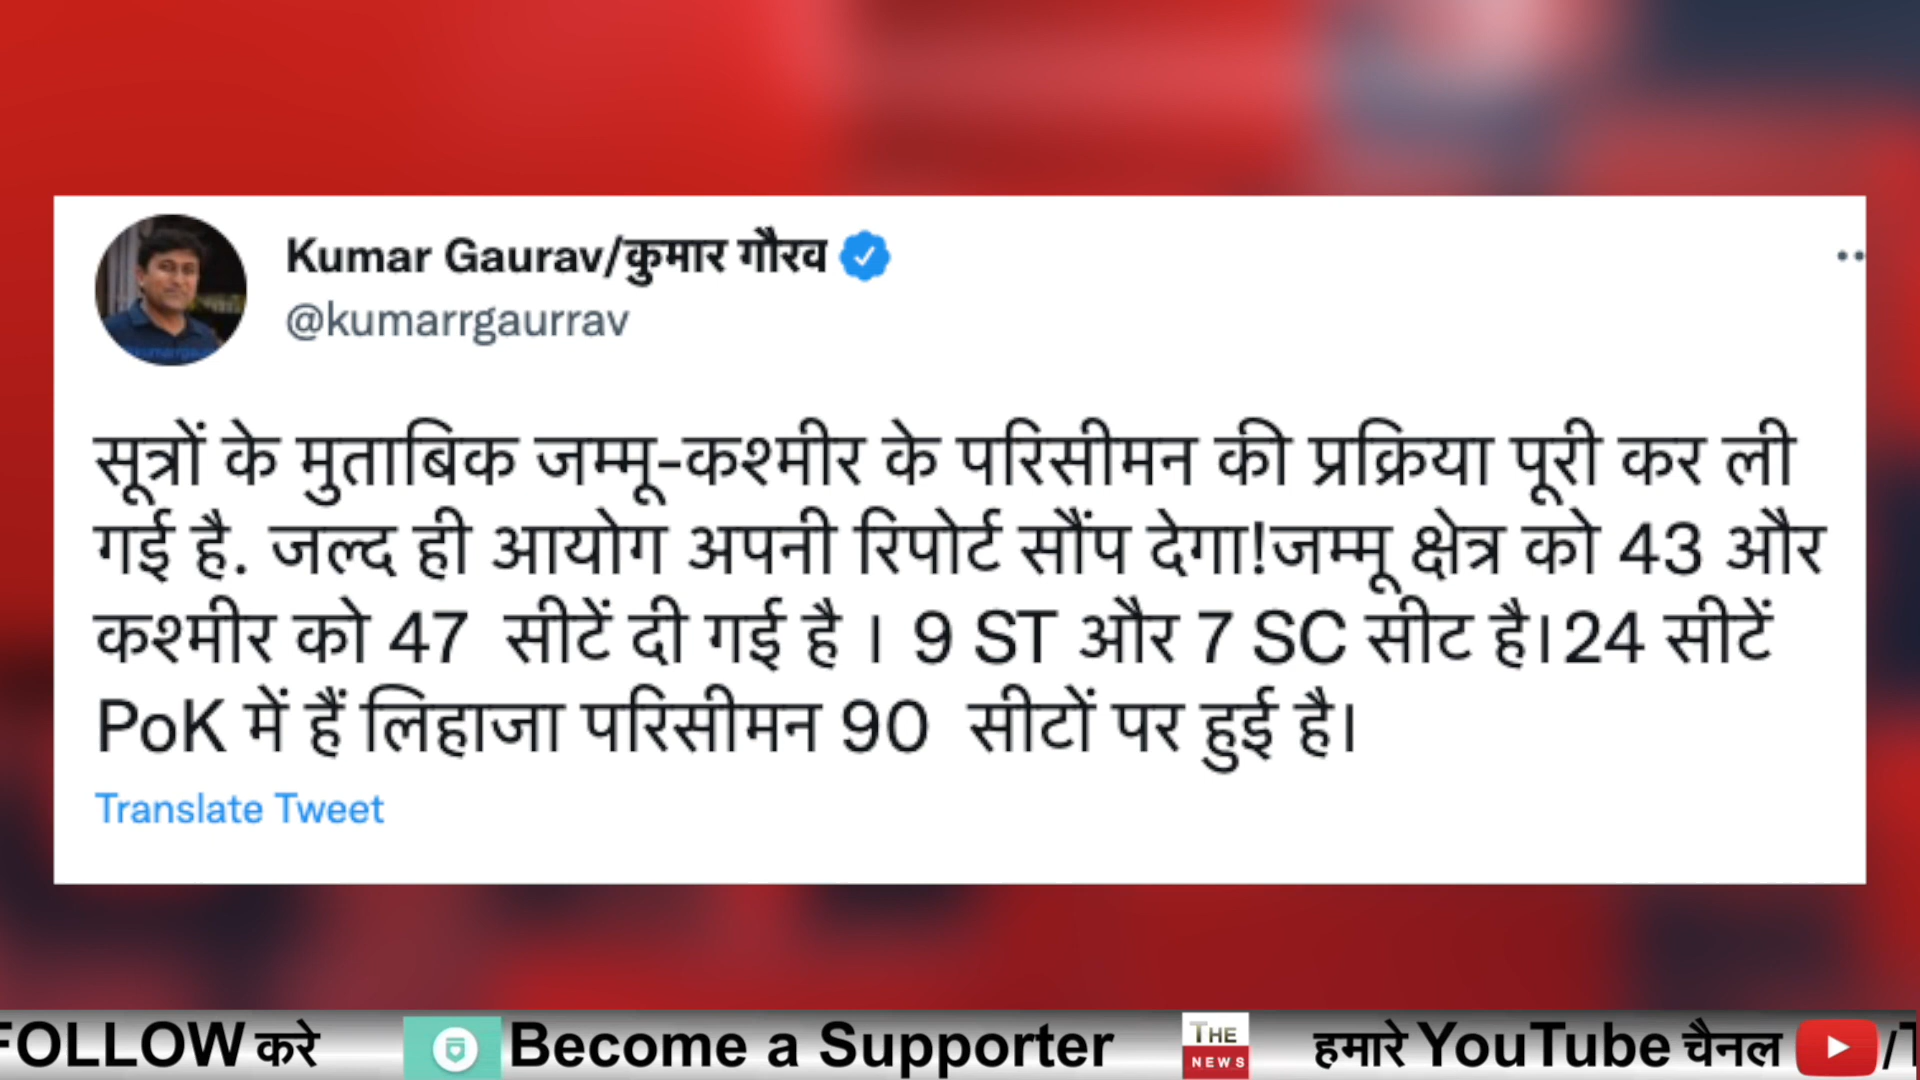 Kumar Gaurav/कुमार गौरव
@kumarrgaurrav
सूत्रों के मुताबिक जम्मू-कश्मीर के परिसीमन की प्रक्रिया पूरी कर ली
गई है. जल्द ही आयोग अपनी रिपोर्ट सौंप देगा!जम्मू क्षेत्र को 43 और
कश्मीर को 47 सीटें दी गई है । 9 ST और 7 SC सीट है।24 सीटें
PoK में हैं लिहाजा परिसीमन 90 सीटों पर हुई है।
Translate Tweet
FOLLOW करे Become a Supporter THE NEWS हमारे YouTube चैनल /T